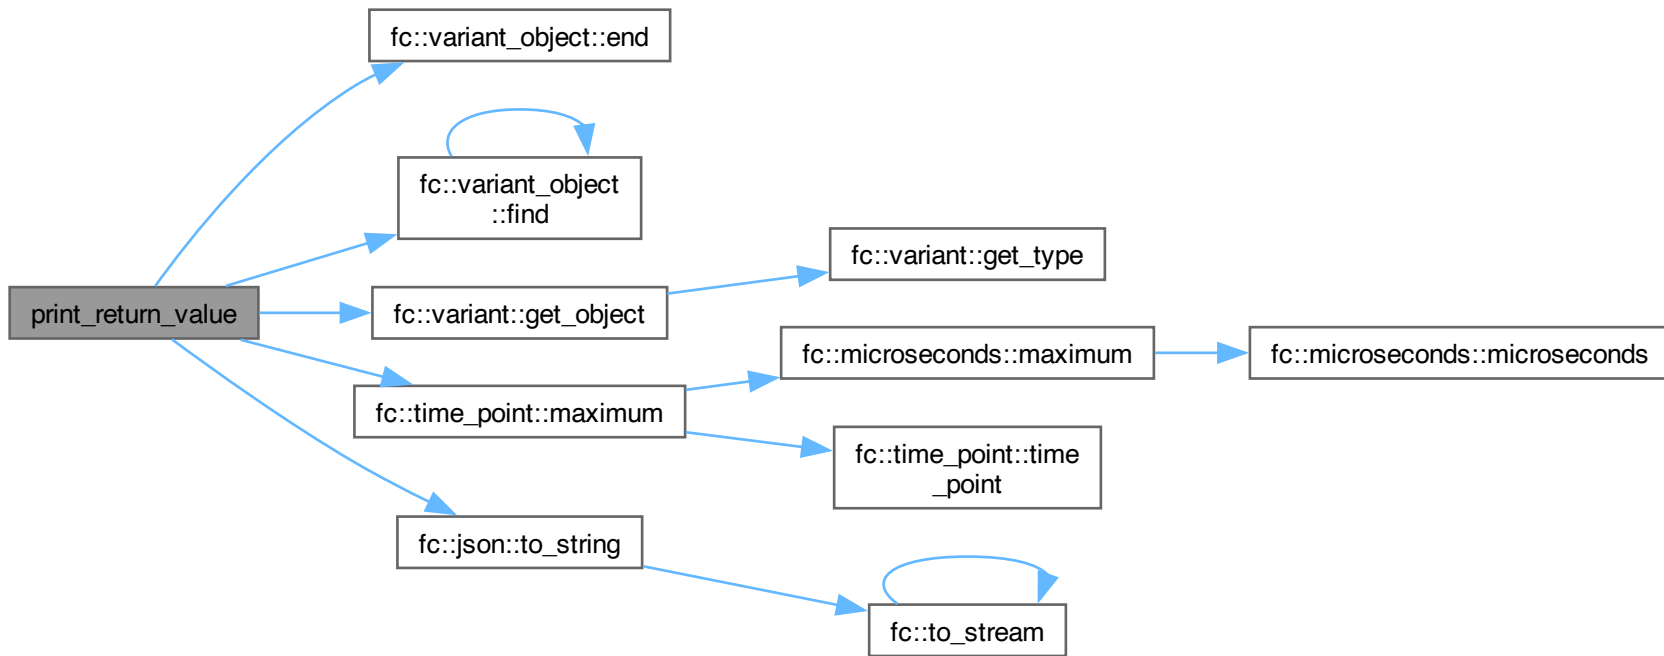 fc::variant_object::end
fc::variant_object
::find
fc::variant::get_type
print_return_value
fc::variant::get_object
fc::microseconds::maximum
fc::microseconds::microseconds
fc::time_point::maximum
fc::time_point::time
_point
fc::json::to_string
fc::to_stream